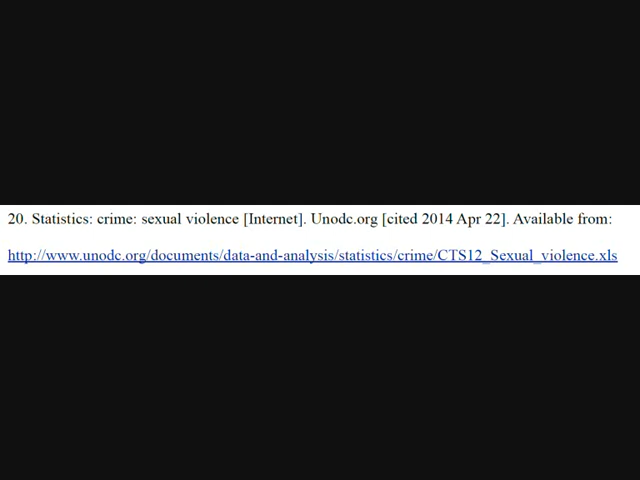 20. Statistics: crime: sexual violence [Internet]. Unodc.org [cited 2014 Apr 22]. Available from:
http://www.unodc.org/documents/data-and-analysis/statistics/crime/CTS12_Sexual_violence.xls